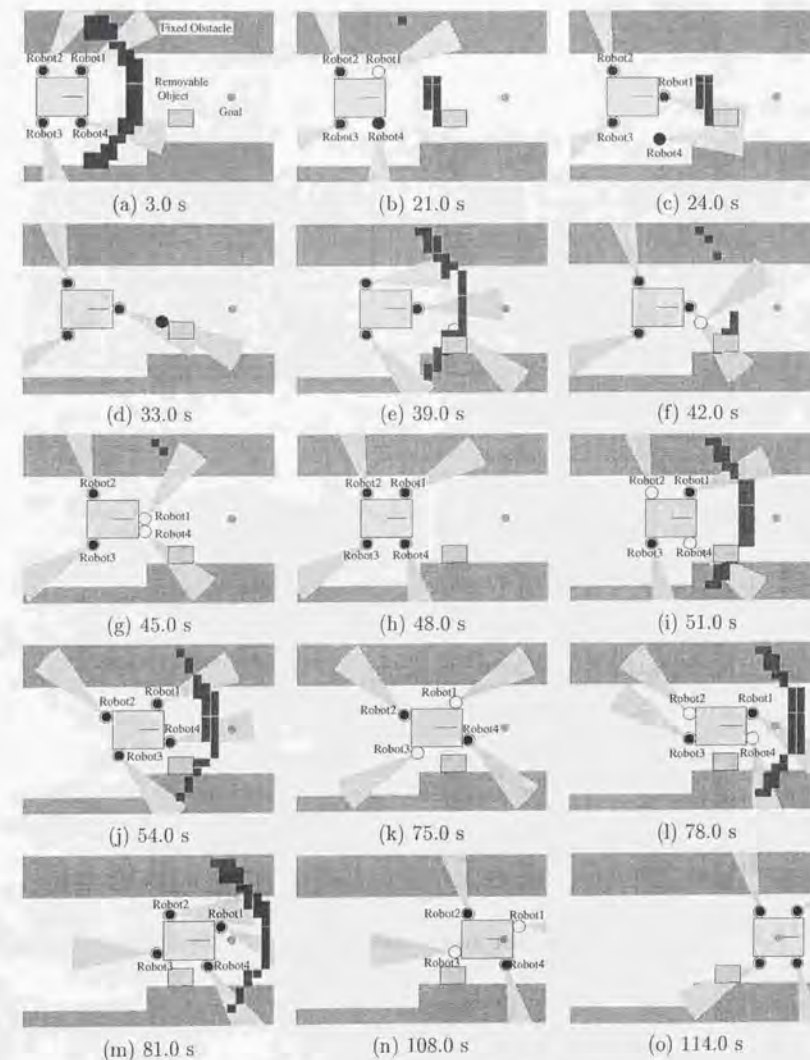 Fixed Obstacle
Robot2 Robot1
Removable
Object
Goal
Robot3 Robot4
(a) 3.0 s
Robot2 Robot1
Robot3 Robot4
(b) 21.0 s
Robot2
Robot1
Robot3
Robot4
(c) 24.0 s
(d) 33.0 s
(e) 39.0 s
(f) 42.0 s
Robot2
Robot1
Robot4
Robot3
(g) 45.0 s
Robot2 Robot1
Robot3 Robot4
(h) 48.0 s
Robot2 Robot1
Robot3 Robot4
(i) 51.0 s
Robot1
Robot2
Robot4
Robot3
(j) 54.0 s
Robot1
Robot2
Robot4
Robot3
(k) 75.0 s
Robot2 Robot1
Robot3 Robot4
(l) 78.0 s
Robot2
Robot1
Robot3
Robot4
(m) 81.0 s
Robot2
Robot1
Robot3
Robot4
(n) 108.0 s
(o) 114.0 s